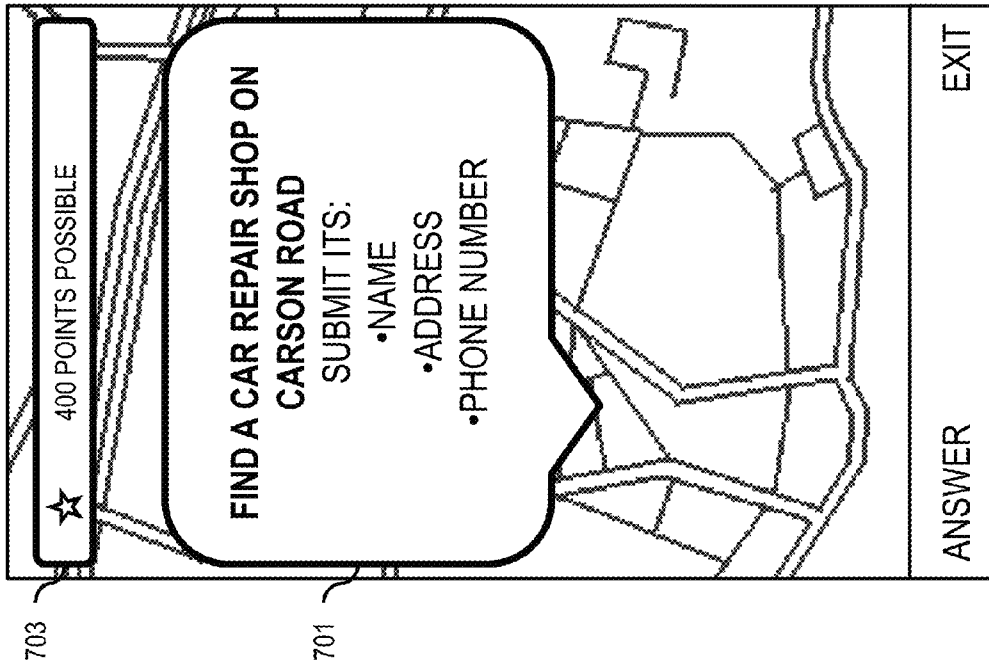 703
☆ 400 POINTS POSSIBLE
701
FIND A CAR REPAIR SHOP ON
CARSON ROAD
SUBMIT ITS:
•NAME
•ADDRESS
•PHONE NUMBER
ANSWER EXIT